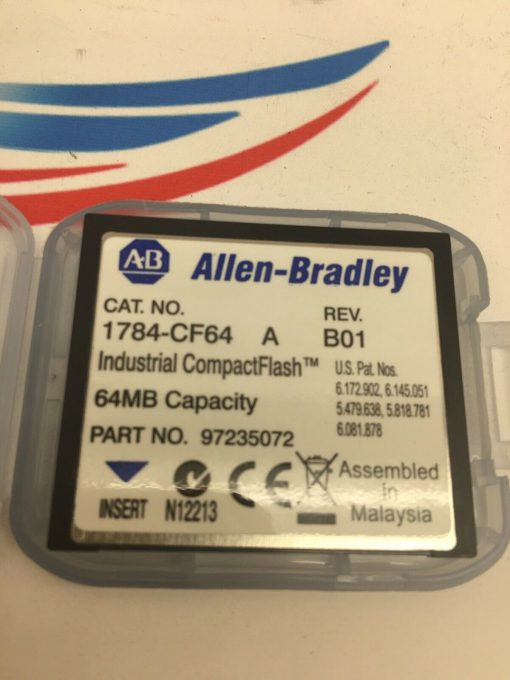 A-B
Allen-Bradley
CAT. NO.
REV.
1784-CF64 A B01
Industrial CompactFlash™
U.S. Pat. Nos.
6.172.902, 6.145.051
5.479.638, 5.818.781
6.081.878
64MB Capacity
PART NO. 97235072
INSERT N12213
CE
Assembled
in
Malaysia